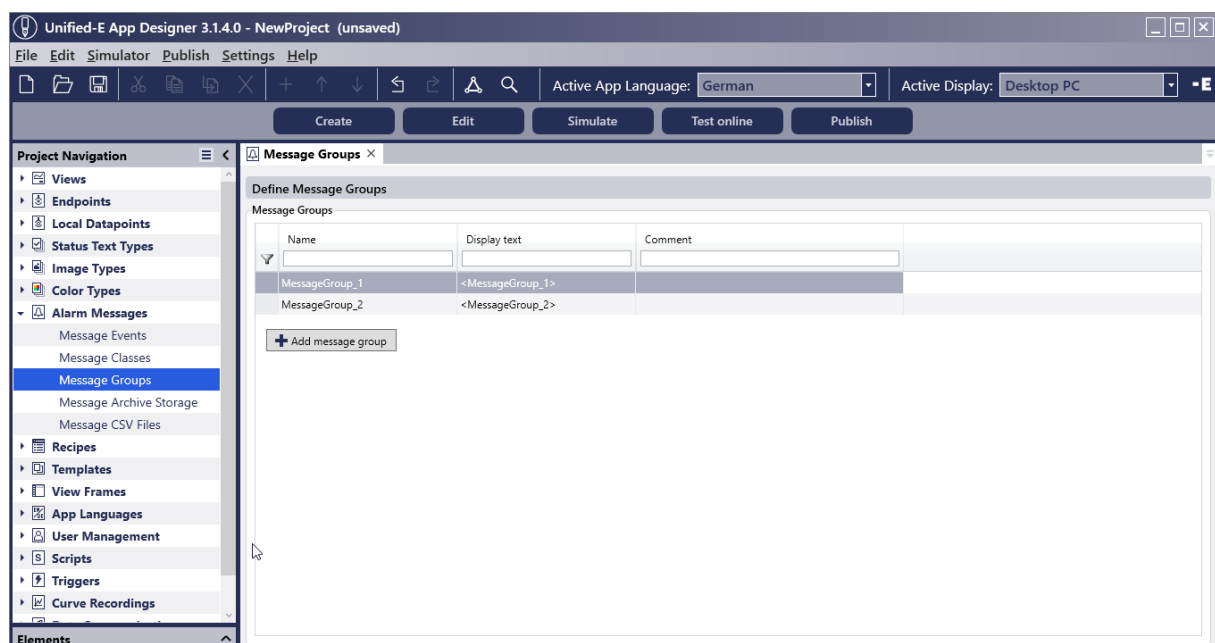 Unified-E App Designer 3.1.4.0 - NewProject (unsaved)
File Edit Simulator Publish Settings Help
Active App Language: German Active Display: Desktop PC -E
Create Edit Simulate Test online Publish
Project Navigation
Message Groups
Views
Endpoints
Local Datapoints
Status Text Types
Image Types
Color Types
Alarm Messages
Message Events
Message Classes
Message Groups
Message Archive Storage
Message CSV Files
Recipes
Templates
View Frames
App Languages
User Management
Scripts
Triggers
Curve Recordings
Elements
Define Message Groups
Message Groups
Name Display text Comment
MessageGroup_1 <MessageGroup_1>
MessageGroup_2 <MessageGroup_2>
Add message group